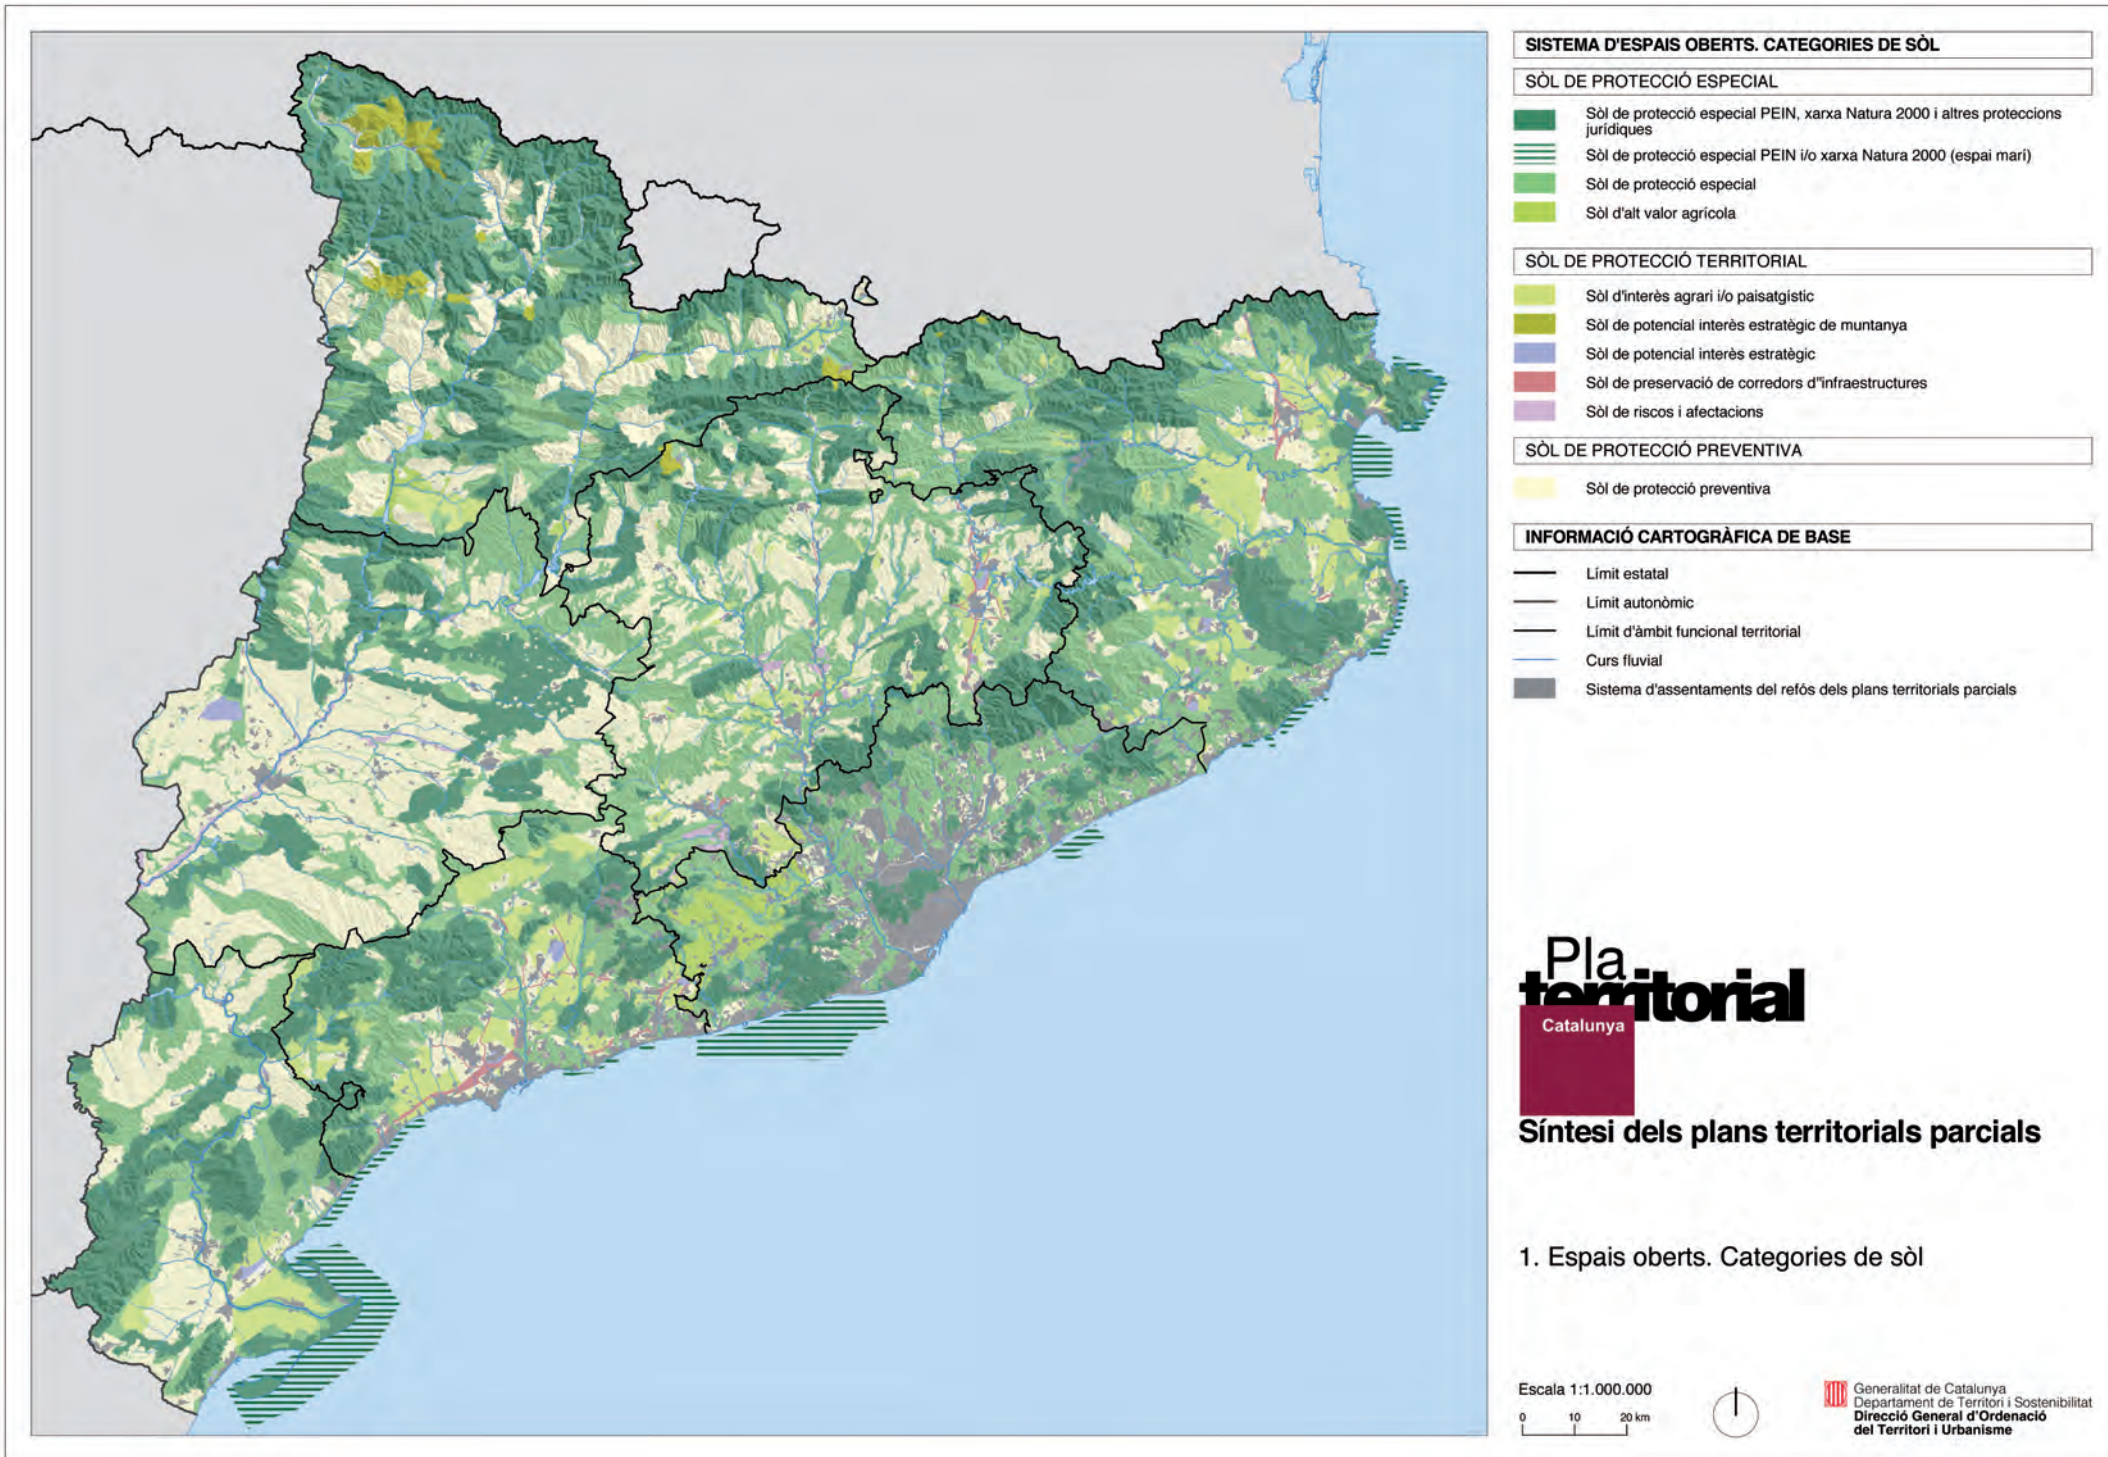 SISTEMA D'ESPAIS OBERTS. CATEGORIES DE SÒL
SÒL DE PROTECCIÓ ESPECIAL
Sòl de protecció especial PEIN, xarxa Natura 2000 i altres proteccions
jurídiques
Sòl de protecció especial PEIN i/o xarxa Natura 2000 (espai marí)
Sòl de protecció especial
Sòl d'alt valor agrícola
SÒL DE PROTECCIÓ TERRITORIAL
Sòl d'interès agrari i/o paisatgístic
Sòl de potencial interès estratègic de muntanya
Sòl de potencial interès estratègic
Sòl de preservació de corredors d''infraestructures
Sòl de riscos i afectacions
SÒL DE PROTECCIÓ PREVENTIVA
Sòl de protecció preventiva
INFORMACIÓ CARTOGRÀFICA DE BASE
Límit estatal
Límit autonòmic
Límit d'àmbit funcional territorial
Curs fluvial
Sistema d'assentaments del refós dels plans territorials parcials
Pla
territorial
Catalunya
Síntesi dels plans territorials parcials
1. Espais oberts. Categories de sòl
Escala 1:1.000.000
0 10 20 km
Generalitat de Catalunya
Departament de Territori i Sostenibilitat
Direcció General d'Ordenació
del Territori i Urbanisme